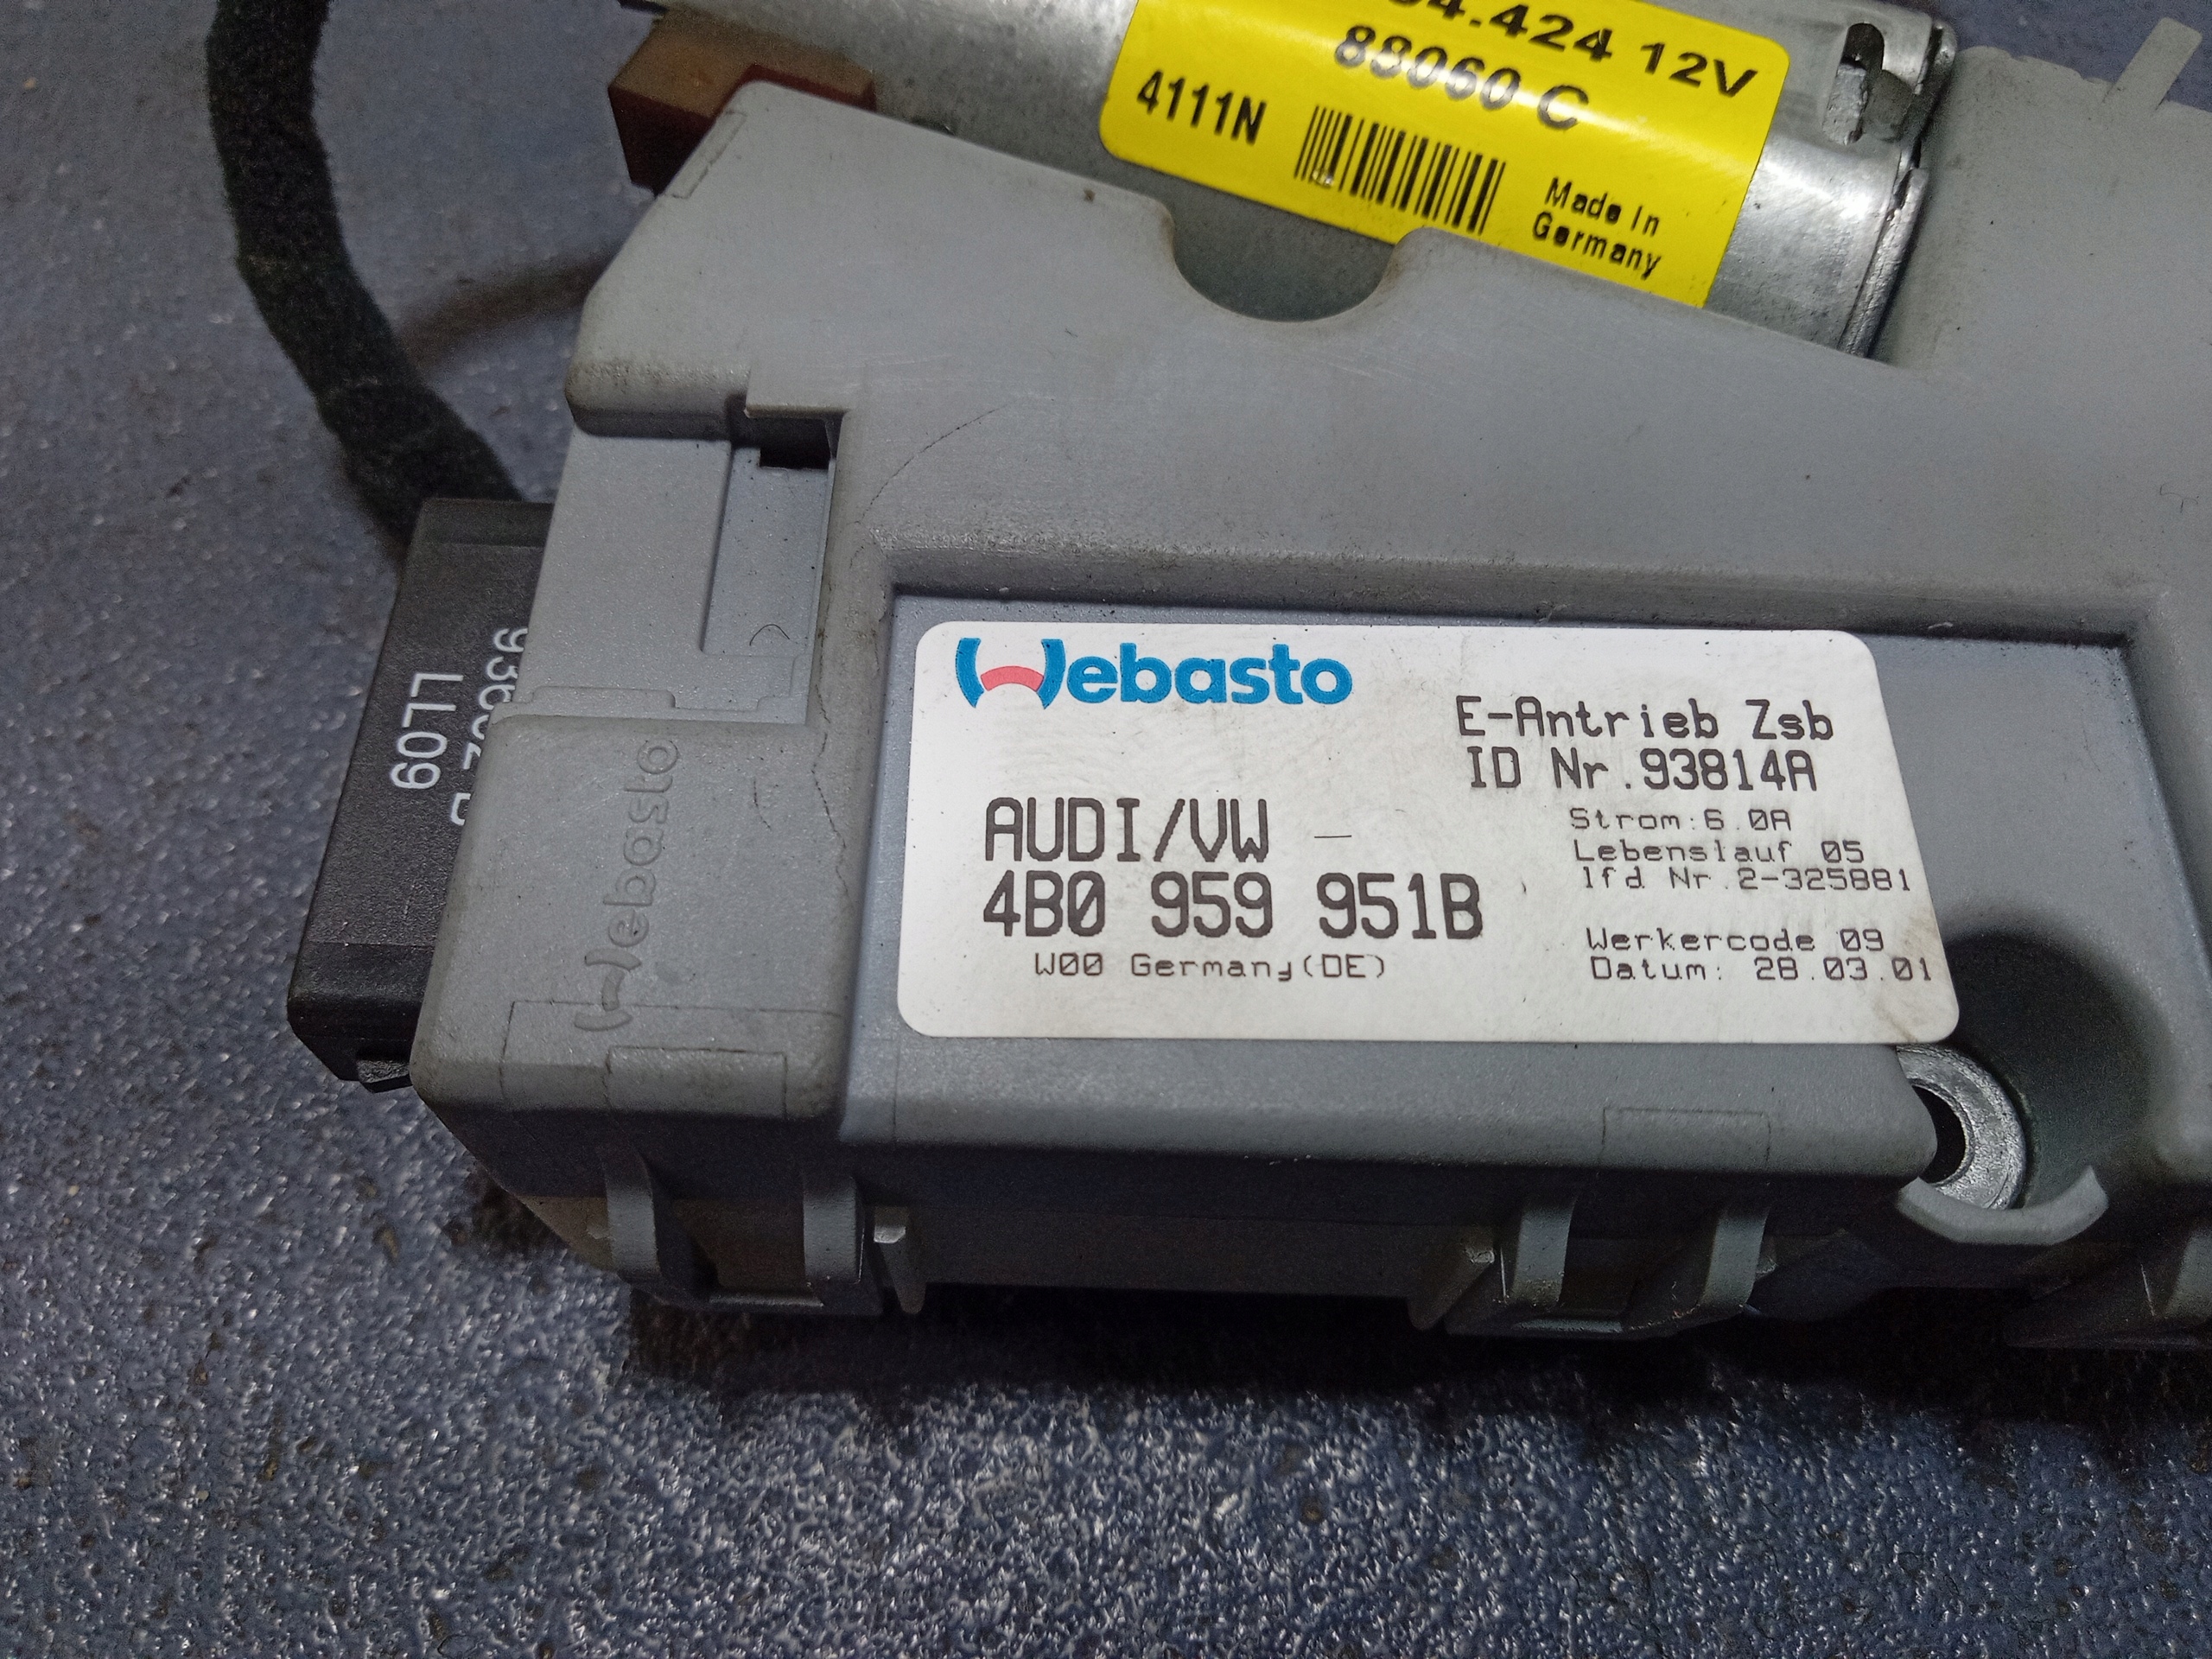 4.424 12V
88060 C
4111N
Made In
Germany
LL09
Webasto
Webasto
E-Antrieb Zsb
ID Nr.93814A
AUDI/VW
4B0 959 951B
W00 Germany(DE)
Strom:6.0A
Lebenslauf 05
lfd Nr.2-325881
Werkercode 09
Datum: 28.03.01